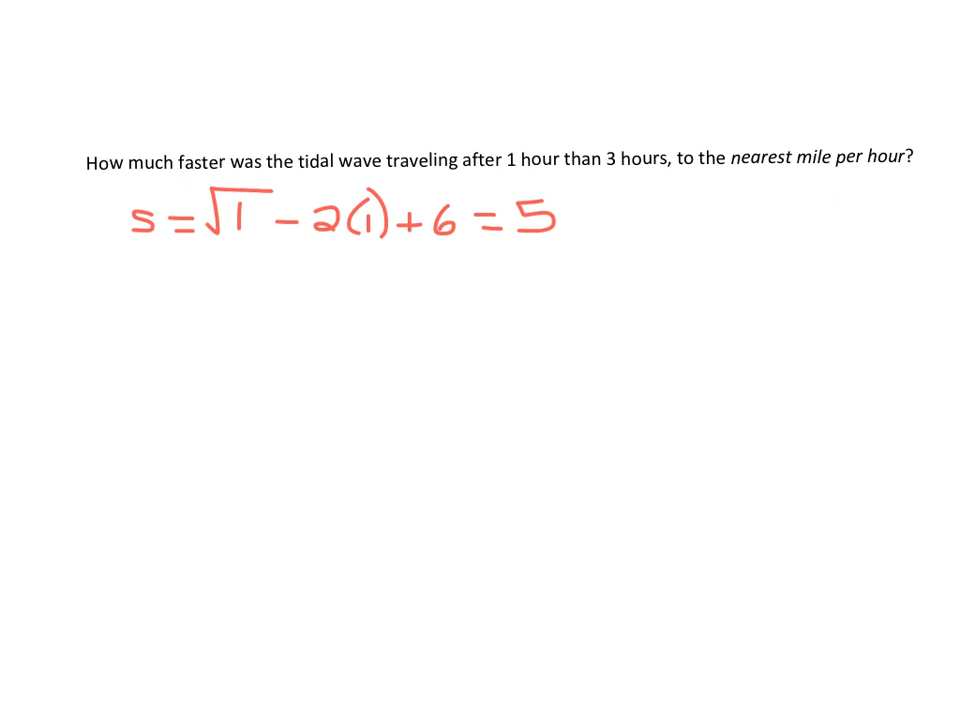 How much faster was the tidal wave traveling after 1 hour than 3 hours, to the nearest mile per hour?
s = √1 - 2(1) + 6 = 5